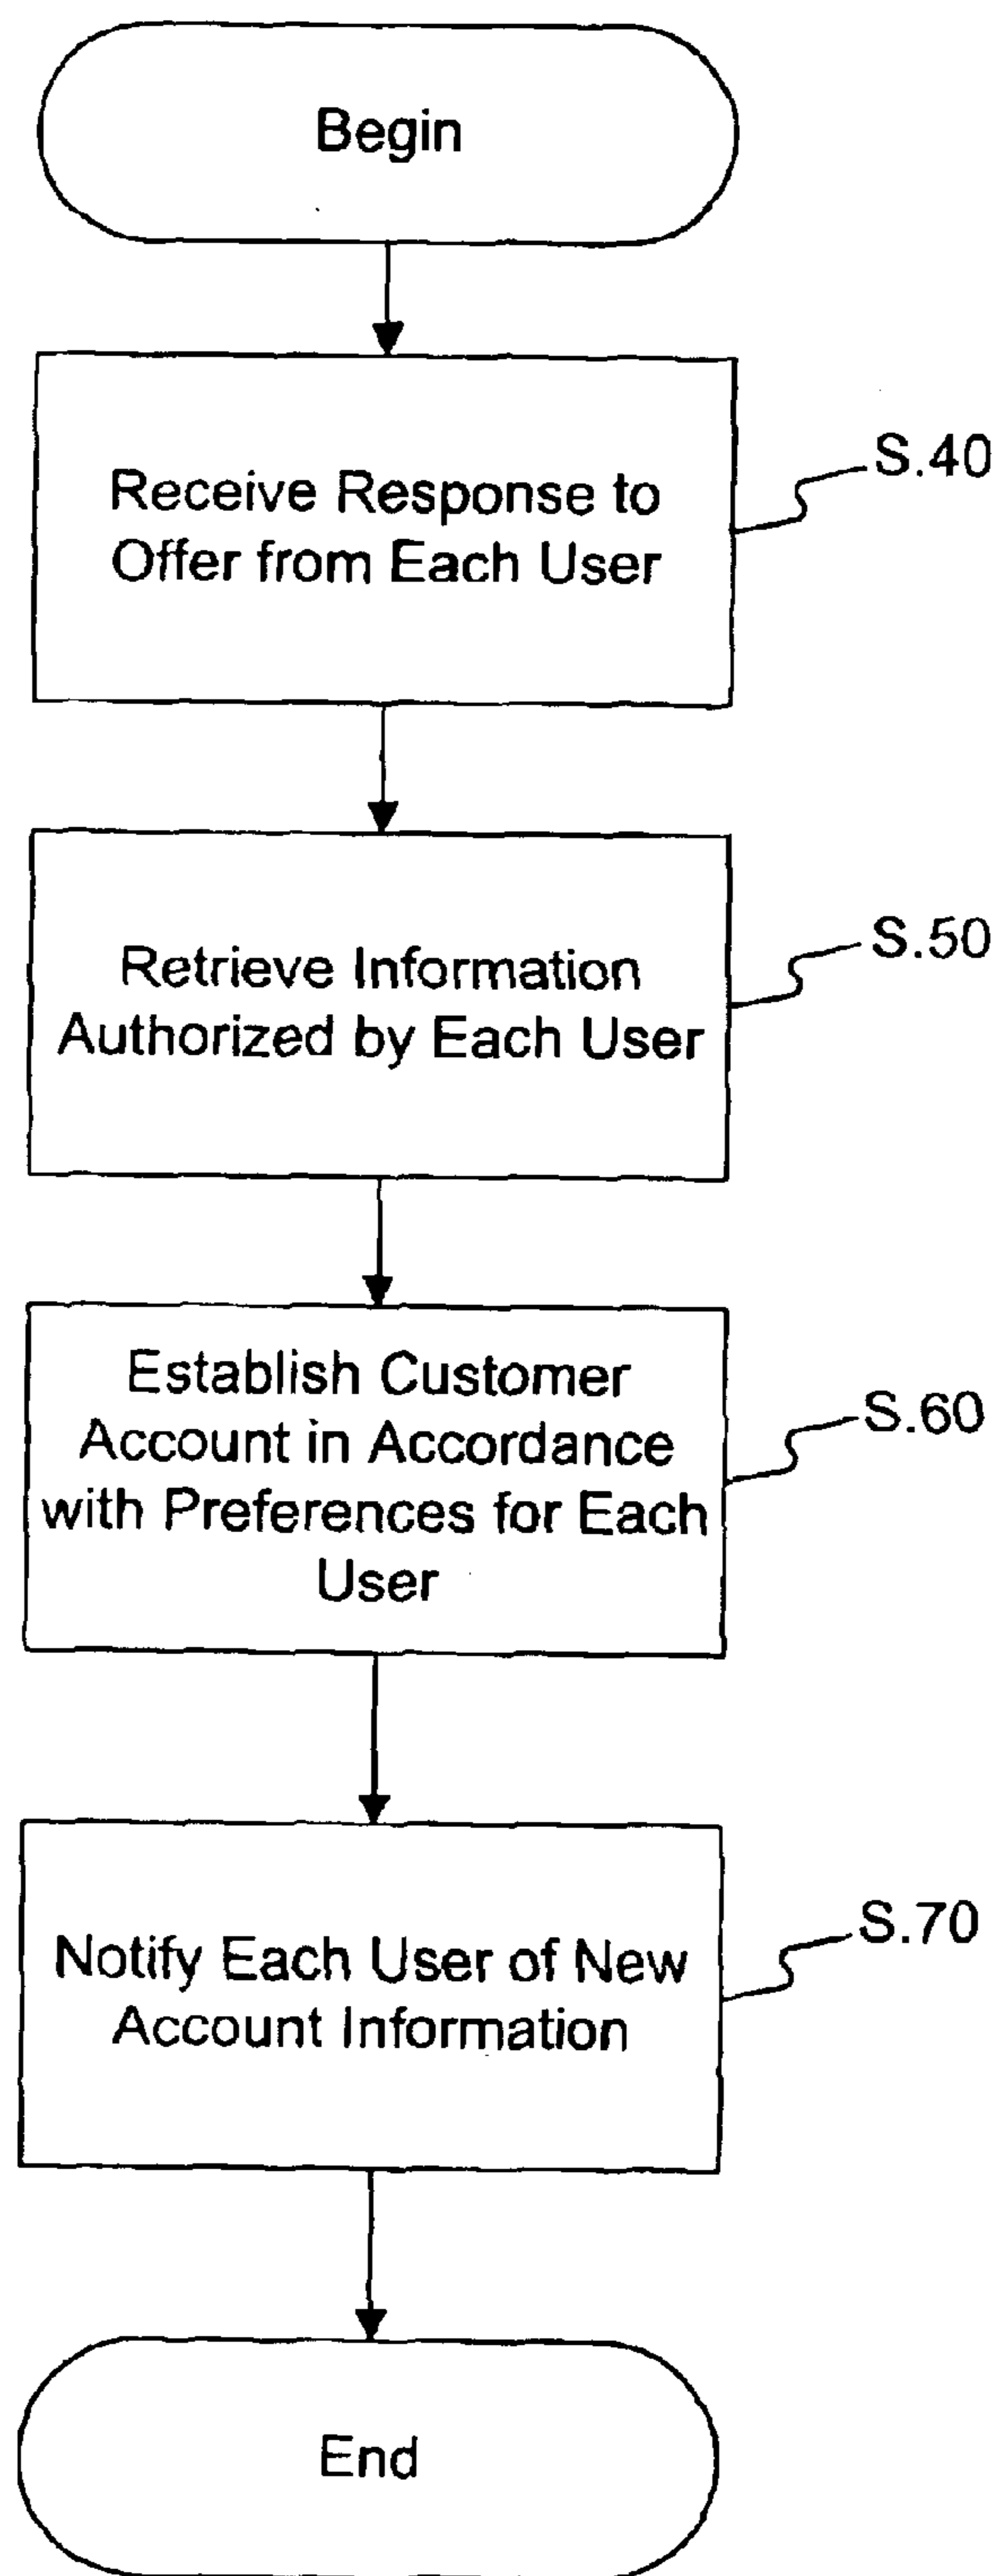 Begin
Receive Response to
Offer from Each User
S.40
Retrieve Information
Authorized by Each User
S.50
Establish Customer
Account in Accordance
with Preferences for Each
User
S.60
Notify Each User of New
Account Information
S.70
End